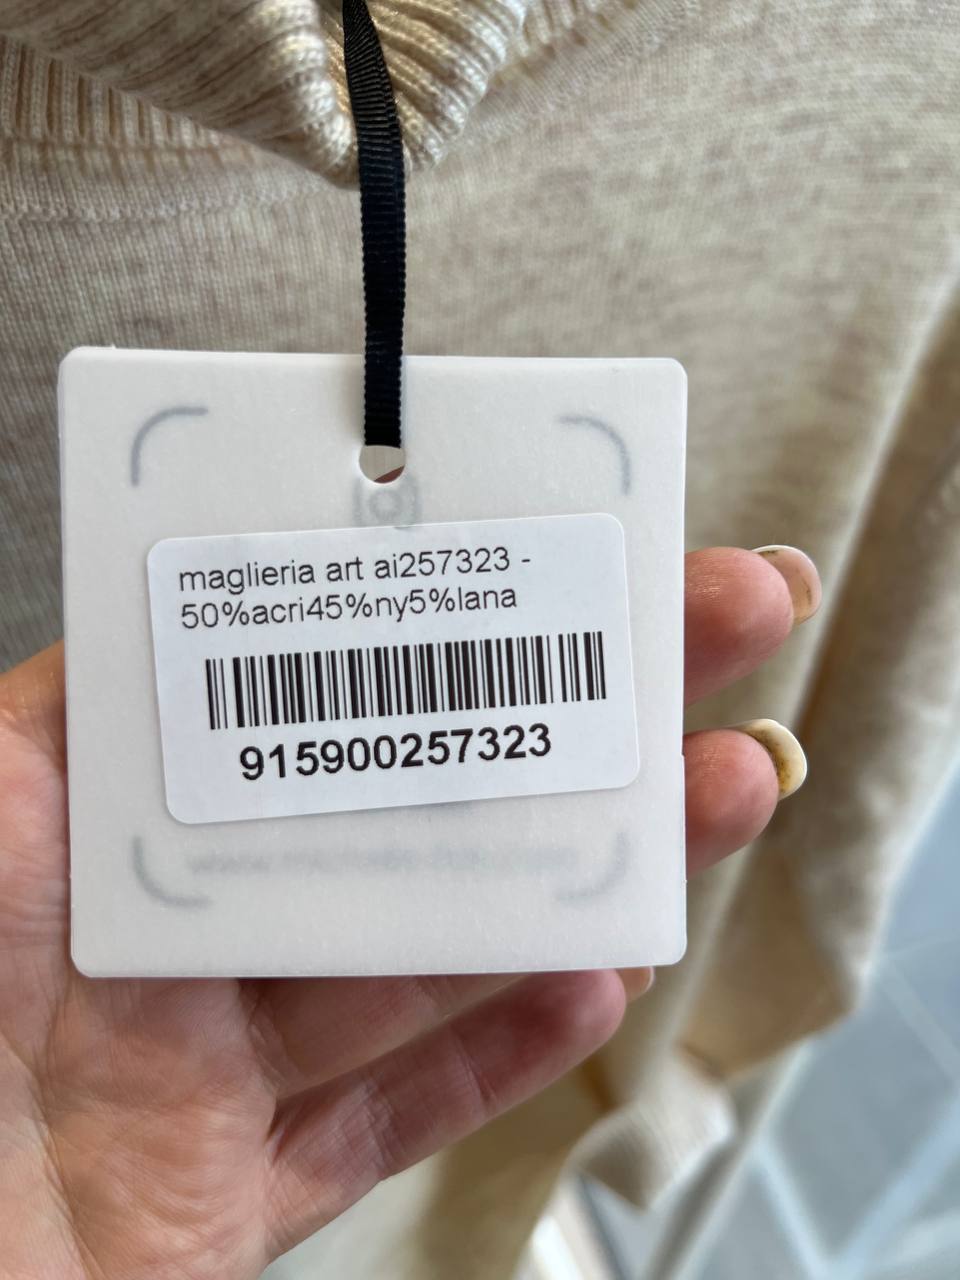 maglieria art ai257323 -
50%acri45%ny5%lana
915900257323